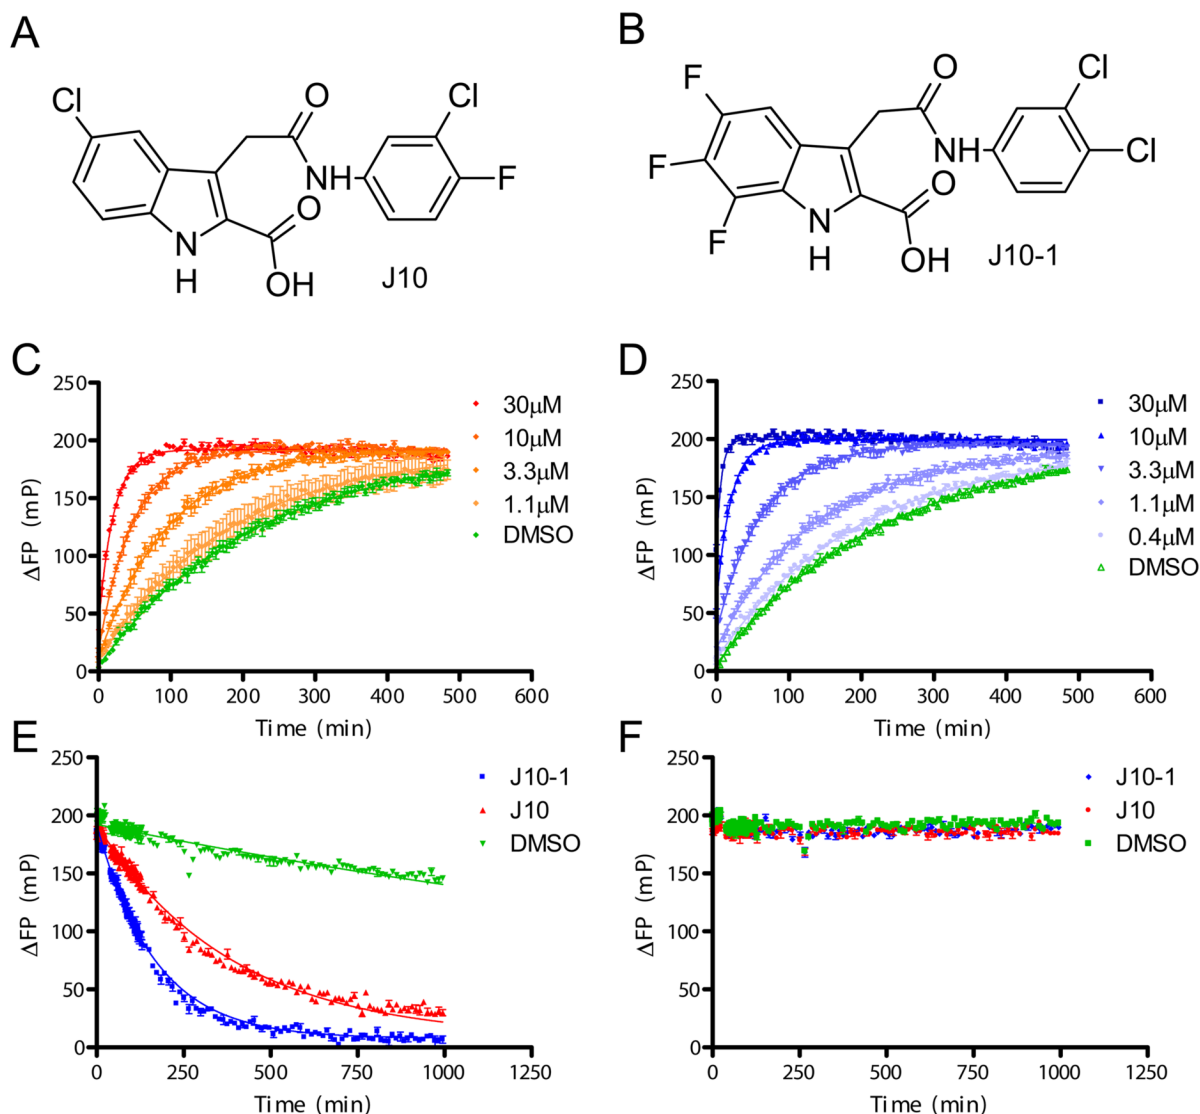 A
Cl
O
Cl
NH
F
O
N
H
OH
J10
B
F
O
Cl
F
NH
Cl
O
F
N
H
OH
J10-1
C
250
200
150
100
50
0
0 100 200 300 400 500 600
ΔFP (mP)
Time (min)
30μM
10μM
3.3μM
1.1μM
DMSO
D
250
200
150
100
50
0
0 100 200 300 400 500 600
ΔFP (mP)
Time (min)
30μM
10μM
3.3μM
1.1μM
0.4μM
DMSO
E
250
200
150
100
50
0
0 250 500 750 1000 1250
ΔFP (mP)
Time (min)
J10-1
J10
DMSO
F
250
200
150
100
50
0
0 250 500 750 1000 1250
ΔFP (mP)
Time (min)
J10-1
J10
DMSO